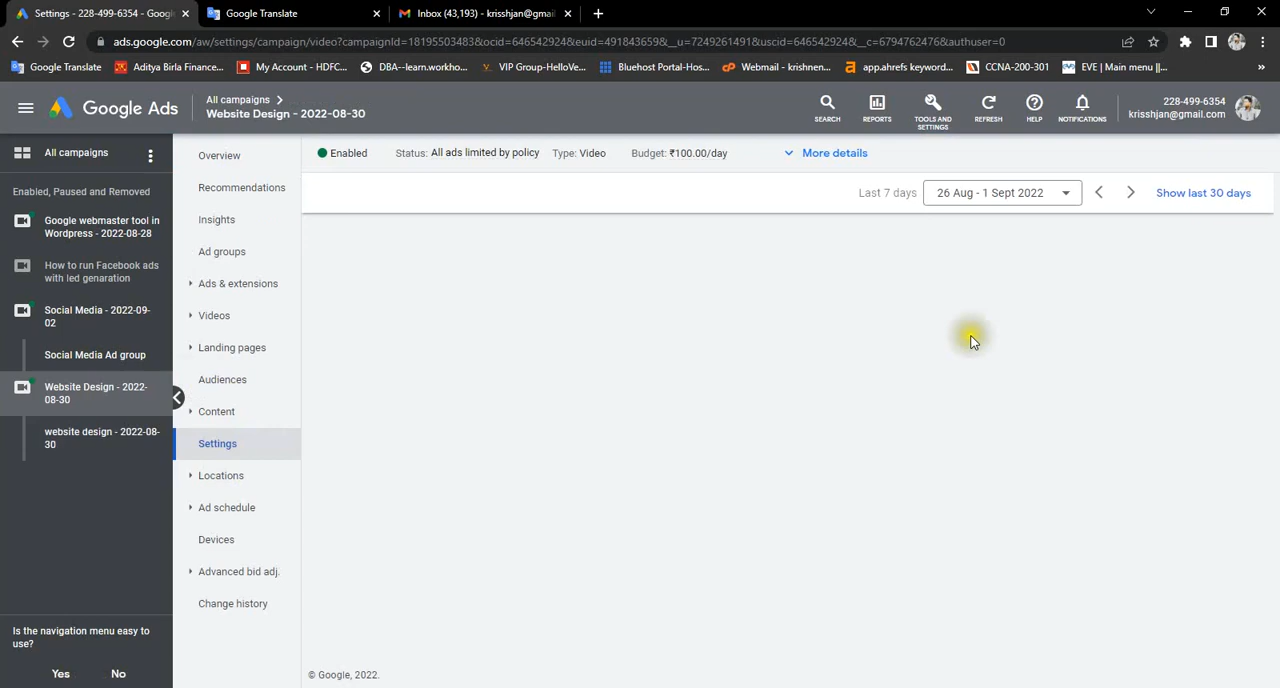 Settings - 228-499-6354 - Googl
Google Translate
Inbox (43,193) - krisshjan@gmai
ads.google.com/aw/settings/campaign/video?campaignId=18195503483&ocid=646542924&euid=491843659&__u=7249261491&uscid=646542924&__c=6794762476&authuser=0
Google Translate
Aditya Birla Finance...
My Account - HDFC...
DBA--learn.workho...
VIP Group-HelloVe...
Bluehost Portal-Hos...
Webmail - krishnen...
app.ahrefs keyword...
CCNA-200-301
EVE | Main menu ||...
»
Google Ads
All campaigns
Website Design - 2022-08-30
SEARCH
REPORTS
TOOLS AND
SETTINGS
REFRESH
HELP
NOTIFICATIONS
228-499-6354
krisshjan@gmail.com
All campaigns
Enabled, Paused and Removed
Google webmaster tool in
Wordpress - 2022-08-28
How to run Facebook ads
with led genaration
Social Media - 2022-09-
02
Social Media Ad group
Website Design - 2022-
08-30
website design - 2022-08-
30
Is the navigation menu easy to
use?
Yes No
Overview
Recommendations
Insights
Ad groups
Ads & extensions
Videos
Landing pages
Audiences
Content
Settings
Locations
Ad schedule
Devices
Advanced bid adj.
Change history
Enabled Status: All ads limited by policy Type: Video Budget: ₹100.00/day More details
Last 7 days 26 Aug - 1 Sept 2022 Show last 30 days
© Google, 2022.